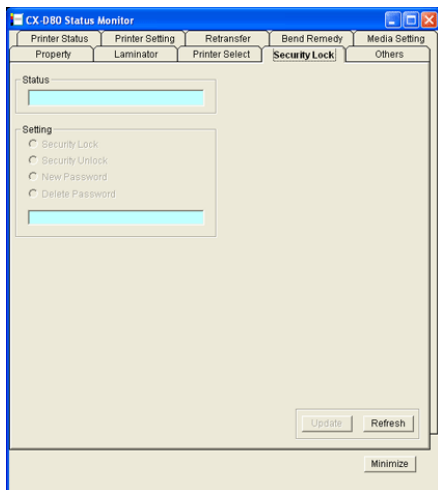 CX-D80 Status Monitor
Printer Status Printer Setting Retransfer Bend Remedy Media Setting
Property Laminator Printer Select Security Lock Others
Status
Setting
Security Lock
Security Unlock
New Password
Delete Password
Update Refresh
Minimize